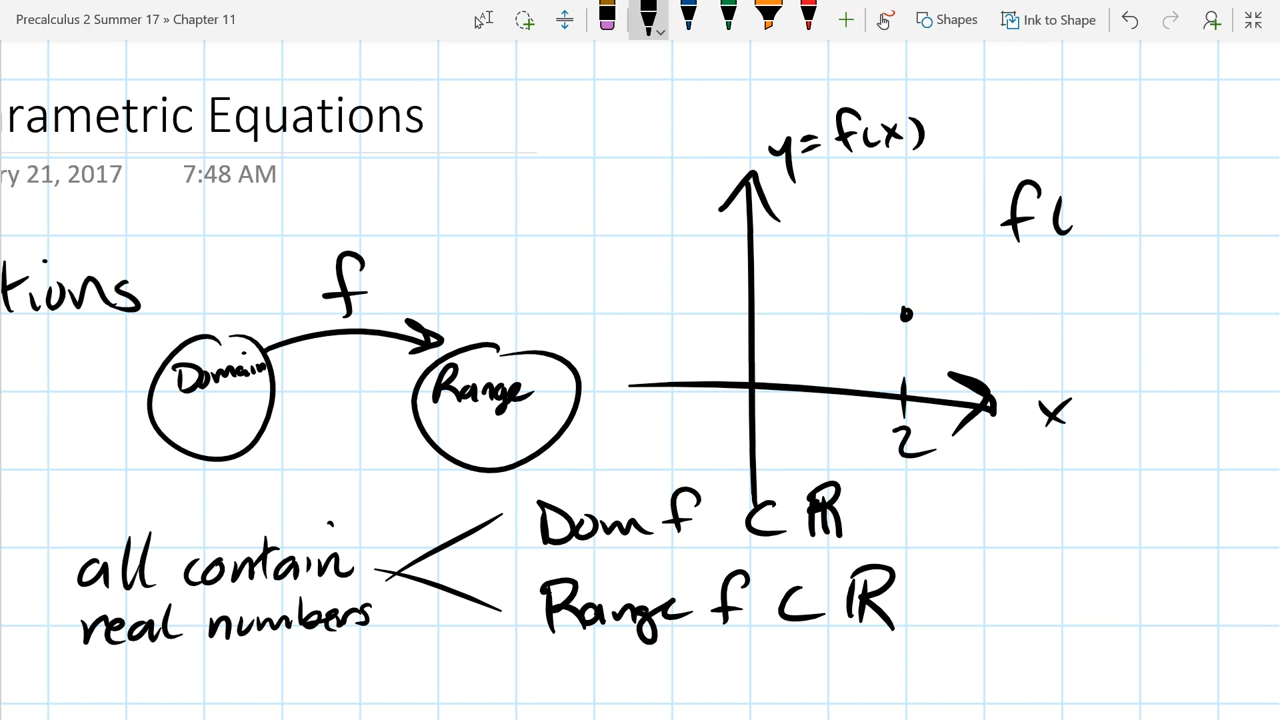 Precalculus 2 Summer 17 » Chapter 11
Shapes
Ink to Shape
rametric Equations
ry 21, 2017 7:48 AM
tions
f
Domain
Range
y = f(x)
f(
x
2
all contain
real numbers
Dom f ⊂ ℝ
Range f ⊂ ℝ